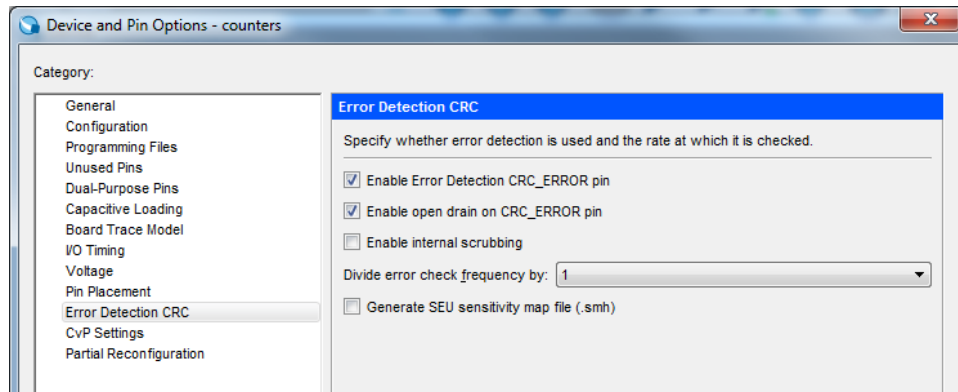 Device and Pin Options - counters
Category:
General
Configuration
Programming Files
Unused Pins
Dual-Purpose Pins
Capacitive Loading
Board Trace Model
I/O Timing
Voltage
Pin Placement
Error Detection CRC
CvP Settings
Partial Reconfiguration
Error Detection CRC
Specify whether error detection is used and the rate at which it is checked.
Enable Error Detection CRC_ERROR pin
Enable open drain on CRC_ERROR pin
Enable internal scrubbing
Divide error check frequency by: 1
Generate SEU sensitivity map file (.smh)